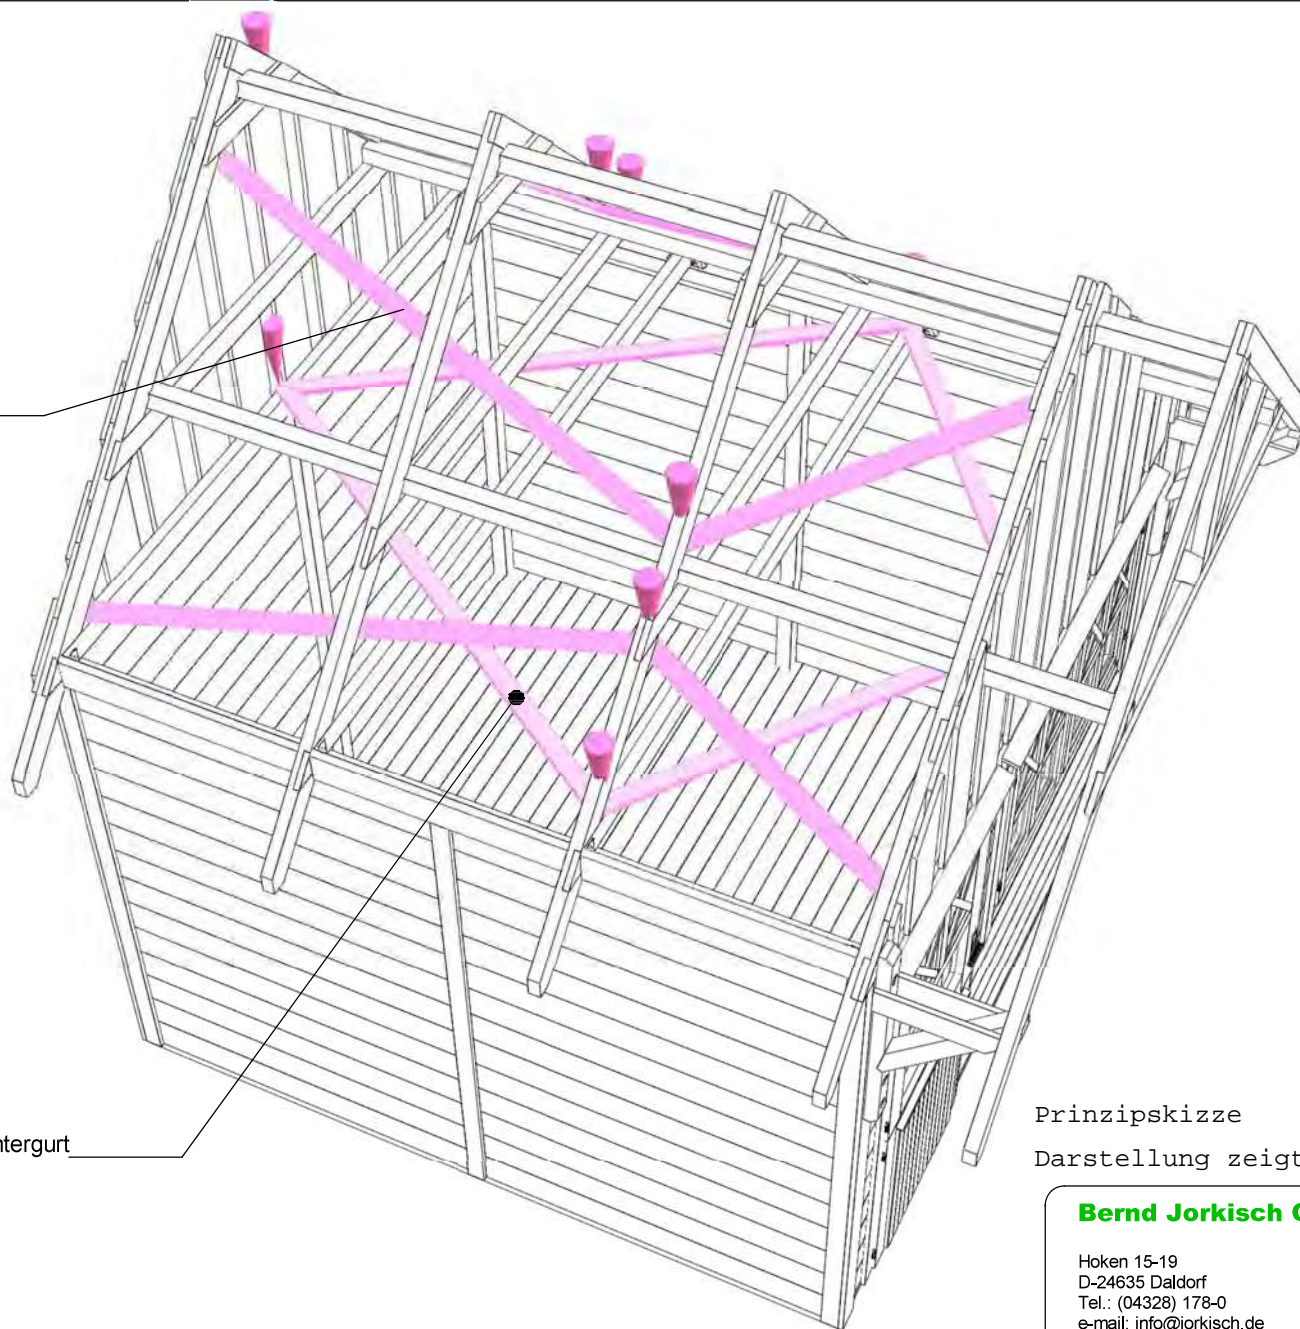 ntergurt
Prinzipskizze
Darstellung zeigt
Bernd Jorkisch
Hoken 15-19
D-24635 Daldorf
Tel.: (04328) 178-0
e-mail: info@jorkisch.de